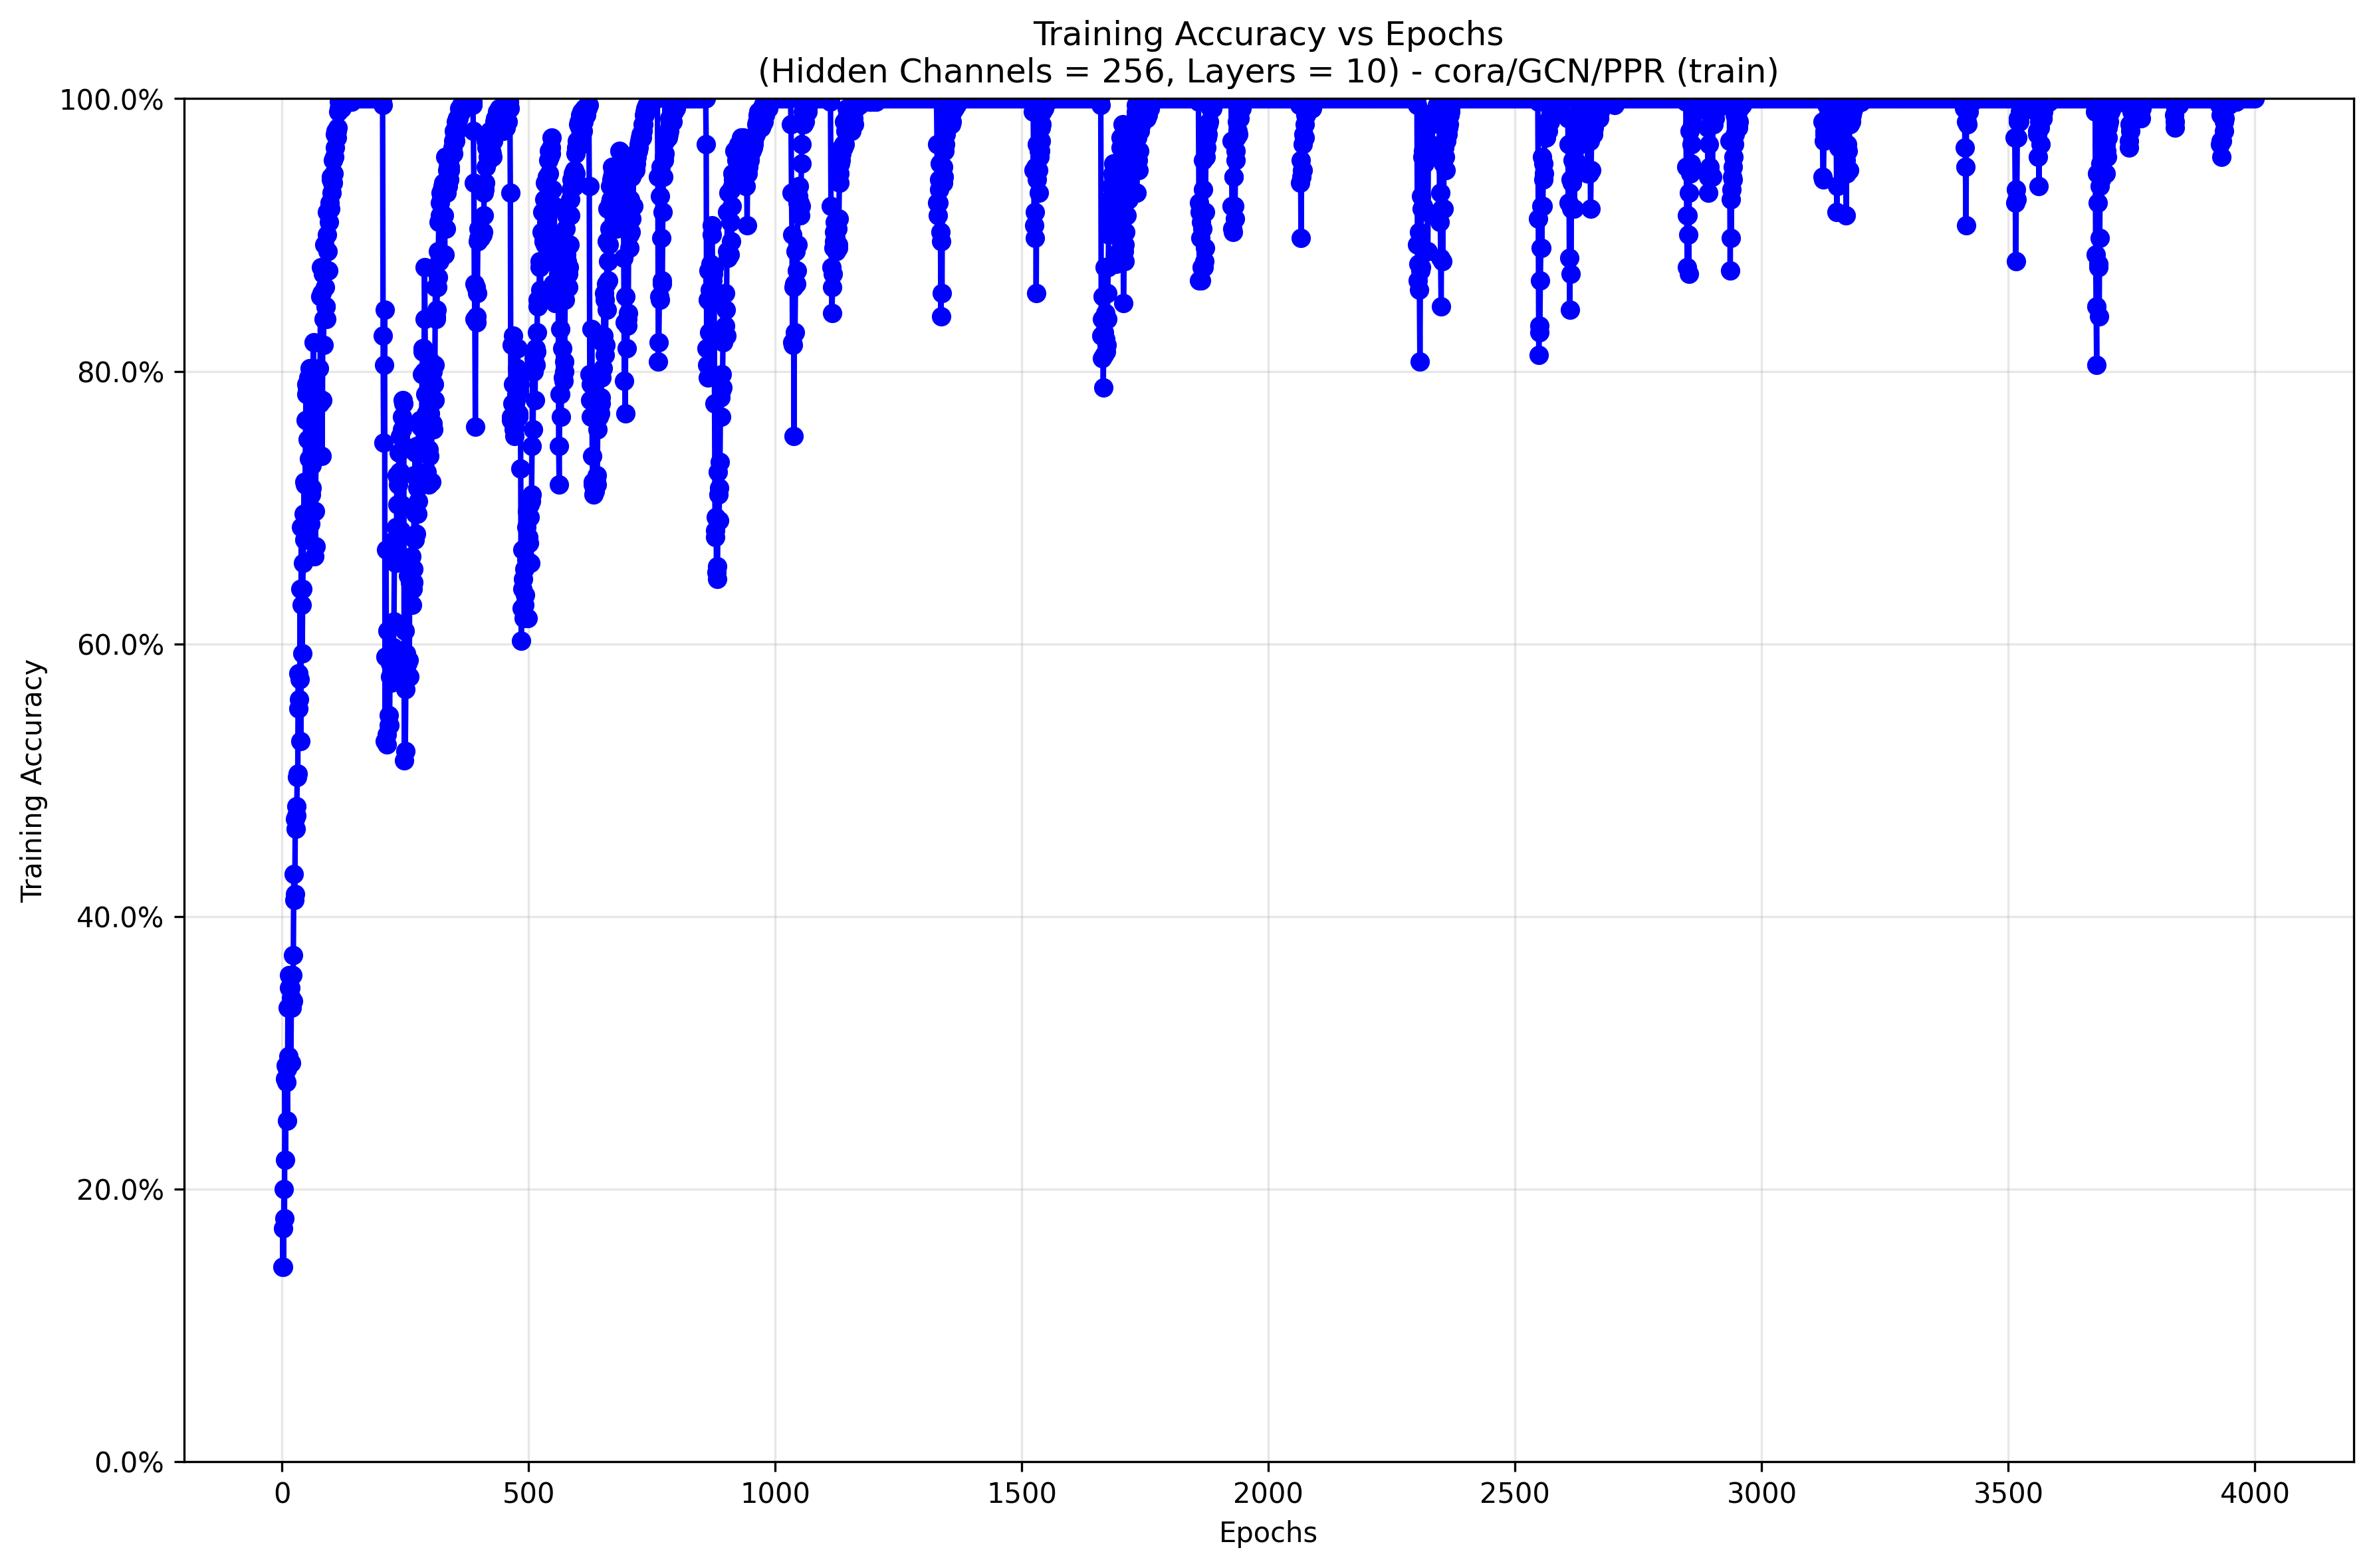 Training Accuracy vs Epochs
(Hidden Channels = 256, Layers = 10) - cora/GCN/PPR (train)
100.0%
80.0%
60.0%
40.0%
20.0%
0.0%
Training Accuracy
0 500 1000 1500 2000 2500 3000 3500 4000
Epochs